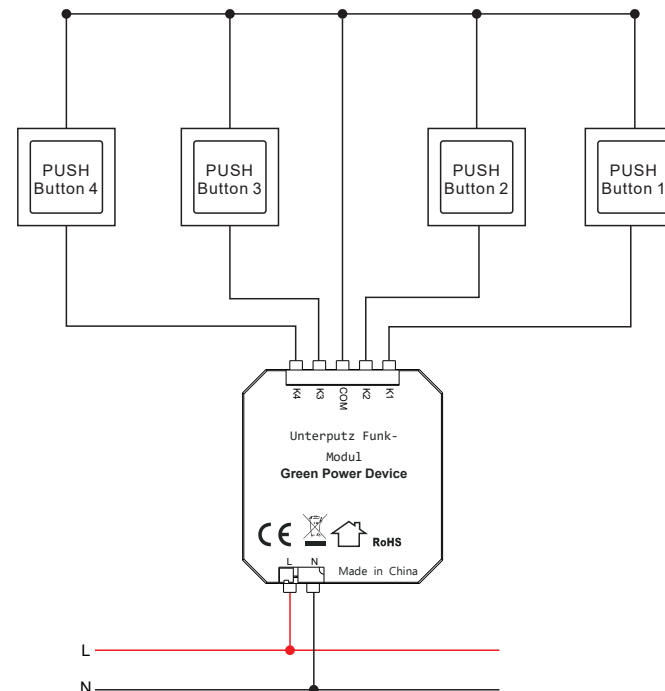 PUSH
Button 4
PUSH
Button 3
PUSH
Button 2
PUSH
Button 1
K4
K3
COM
K2
K1
Unterputz Funk-
Modul
Green Power Device
CE
RoHS
L
N
Made in China
L
N